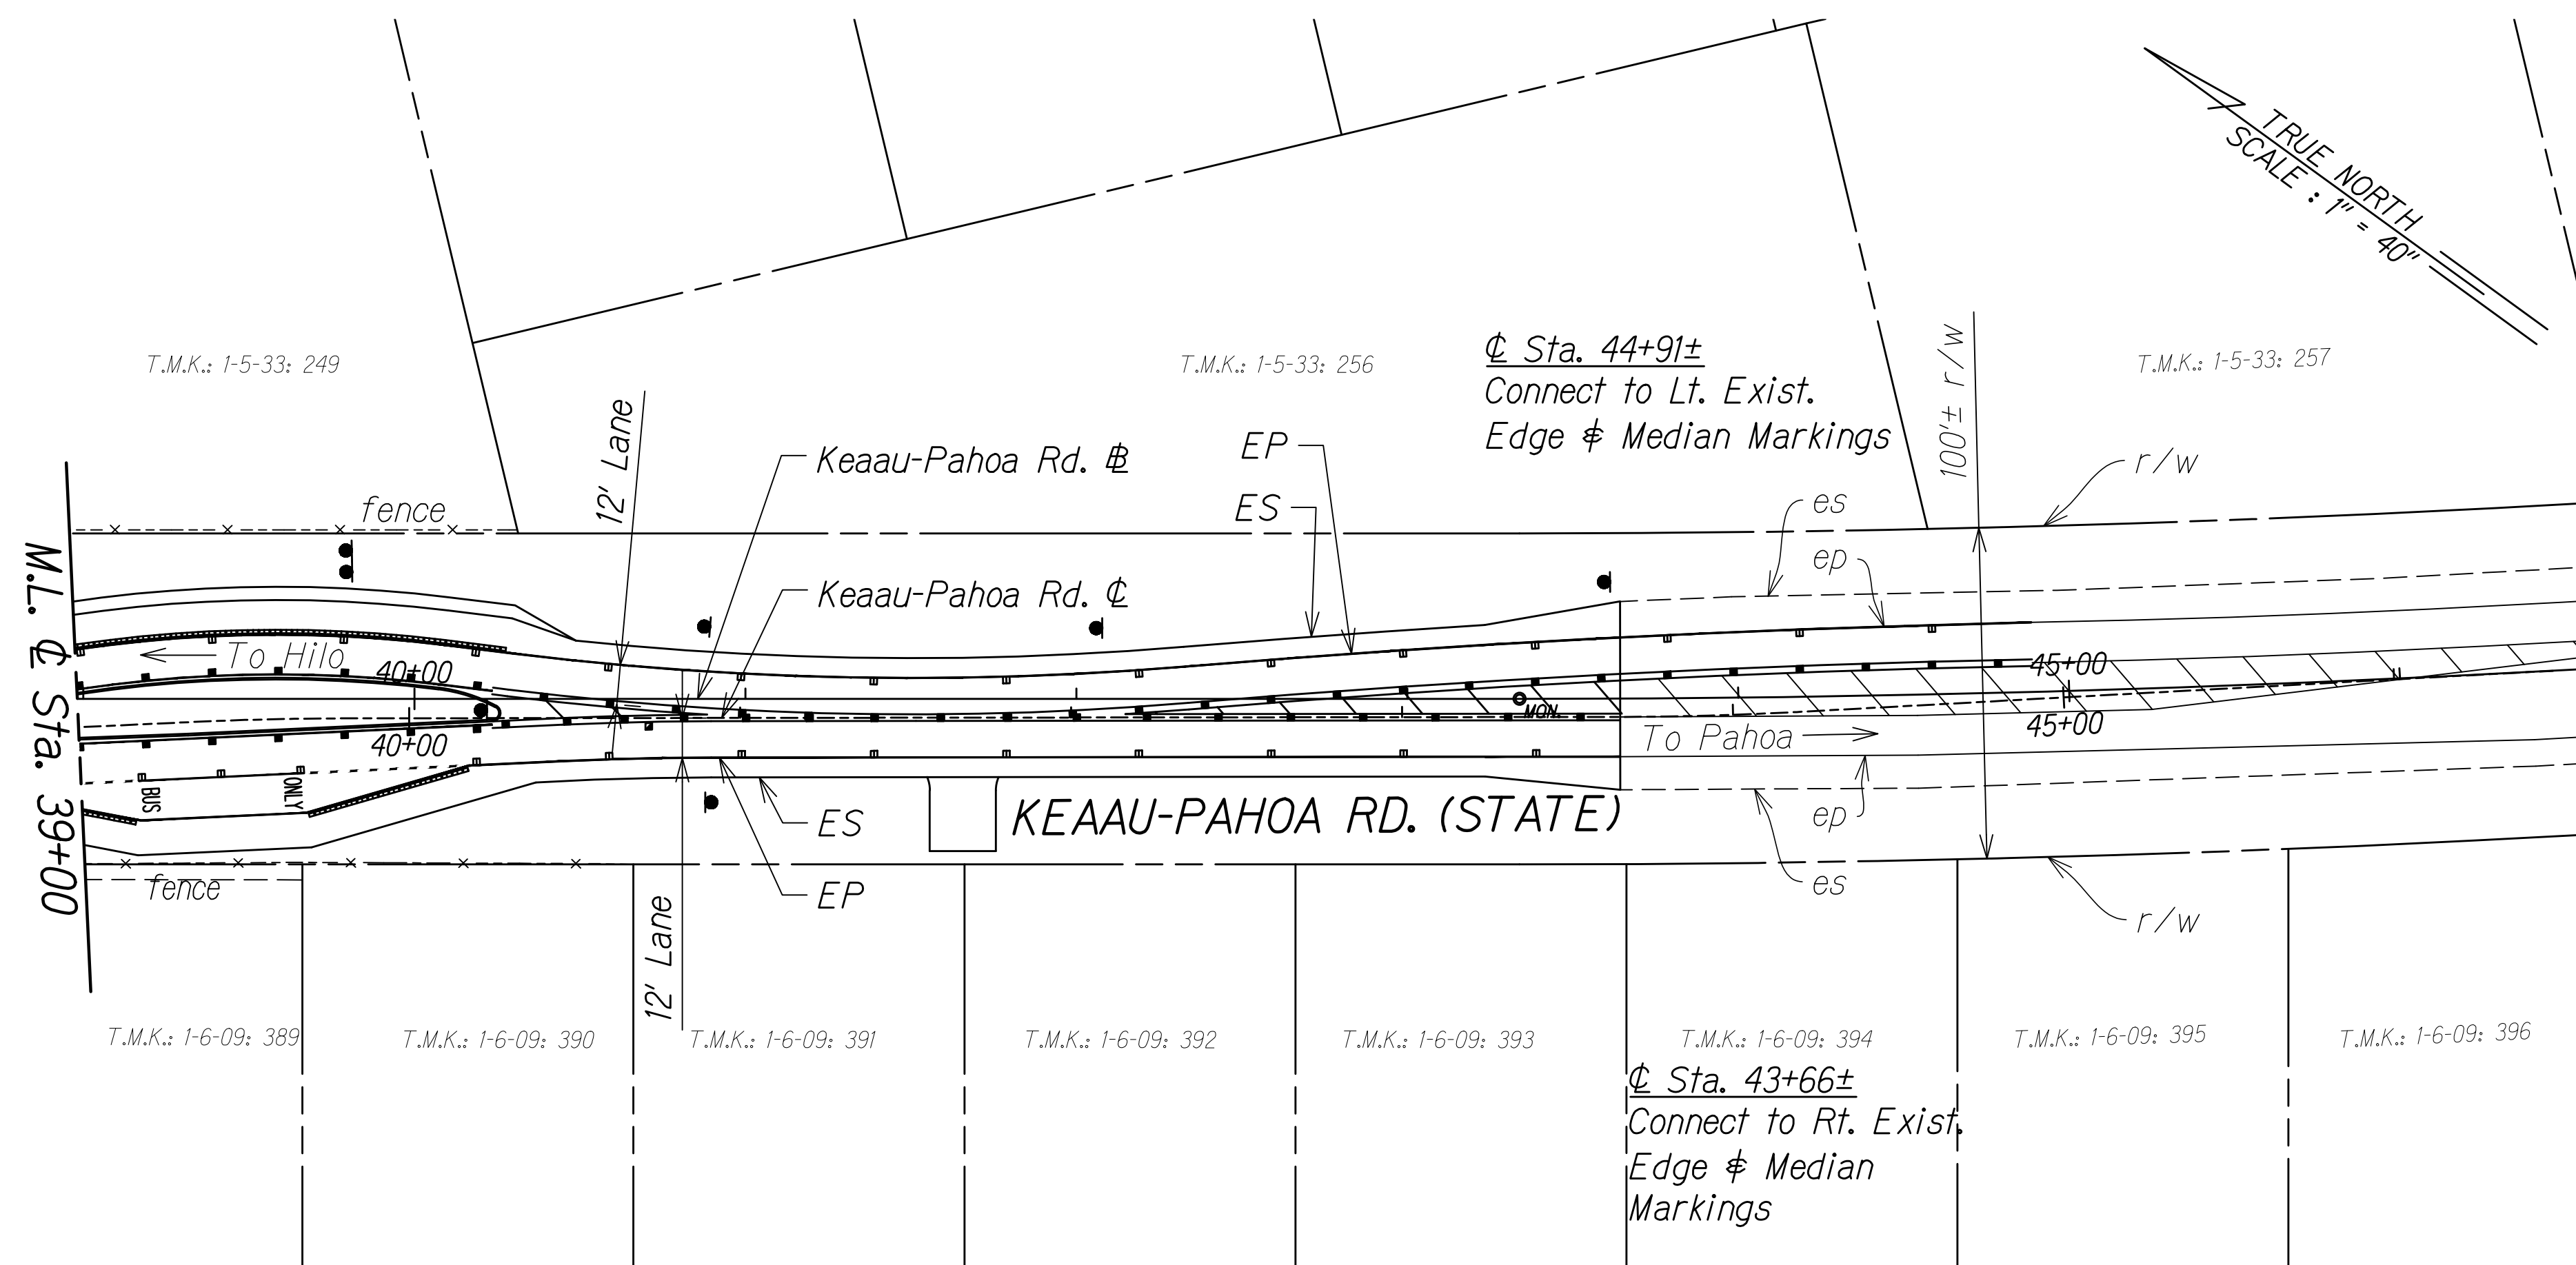 TRUE NORTH
SCALE : 1" = 40"
T.M.K.: 1-5-33: 249
T.M.K.: 1-5-33: 256
T.M.K.: 1-5-33: 257
℄ Sta. 44+91±
Connect to Lt. Exist.
Edge & Median Markings
100'± r/w
12' Lane
Keaau-Pahoa Rd. ℔
EP
ES
r/w
es
ep
fence
Keaau-Pahoa Rd. ℄
M.L. ℄ Sta. 39+00
To Hilo
40+00
45+00
MON.
40+00
45+00
To Pahoa
BUS
ONLY
KEAAU-PAHOA RD. (STATE)
ES
EP
ep
es
r/w
fence
12' Lane
T.M.K.: 1-6-09: 389
T.M.K.: 1-6-09: 390
T.M.K.: 1-6-09: 391
T.M.K.: 1-6-09: 392
T.M.K.: 1-6-09: 393
T.M.K.: 1-6-09: 394
T.M.K.: 1-6-09: 395
T.M.K.: 1-6-09: 396
℄ Sta. 43+66±
Connect to Rt. Exist.
Edge & Median
Markings